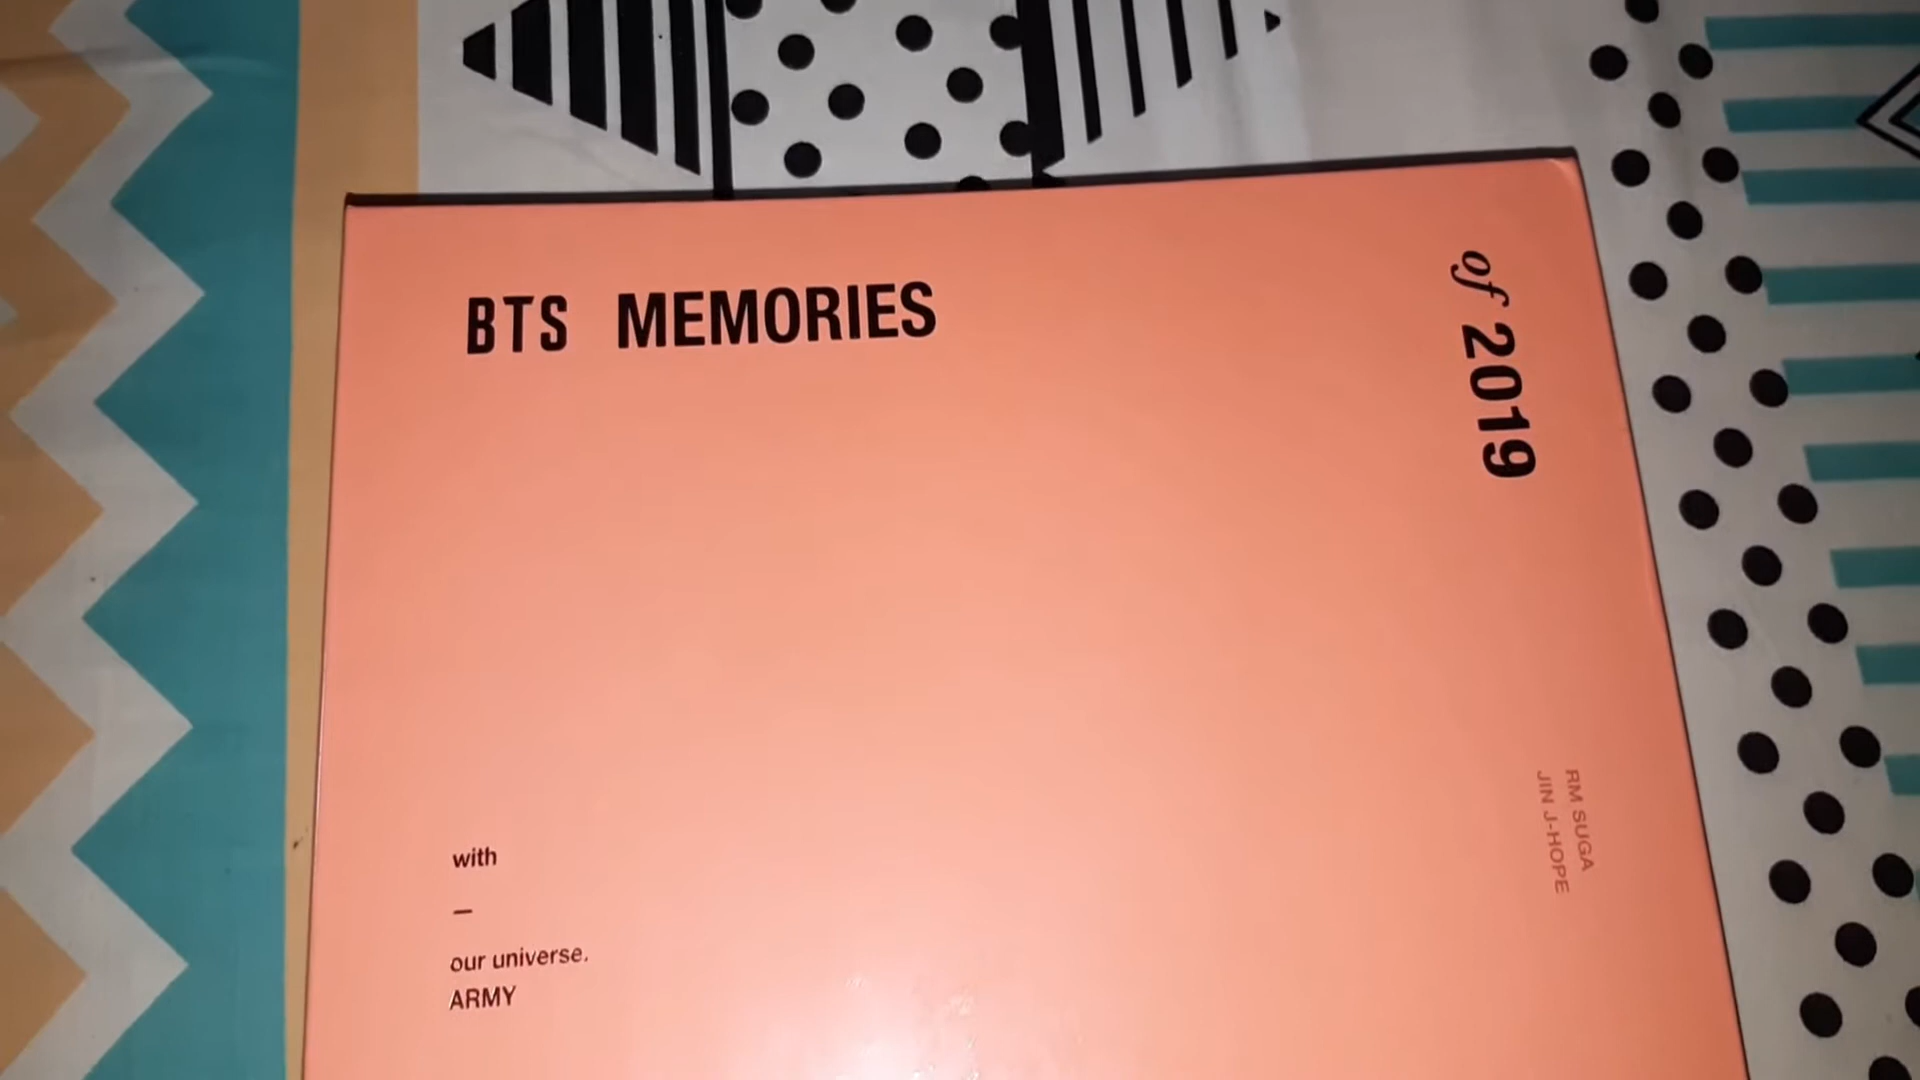 BTS MEMORIES
of 2019
RM SUGA
JIN J-HOPE
with
—
our universe.
ARMY